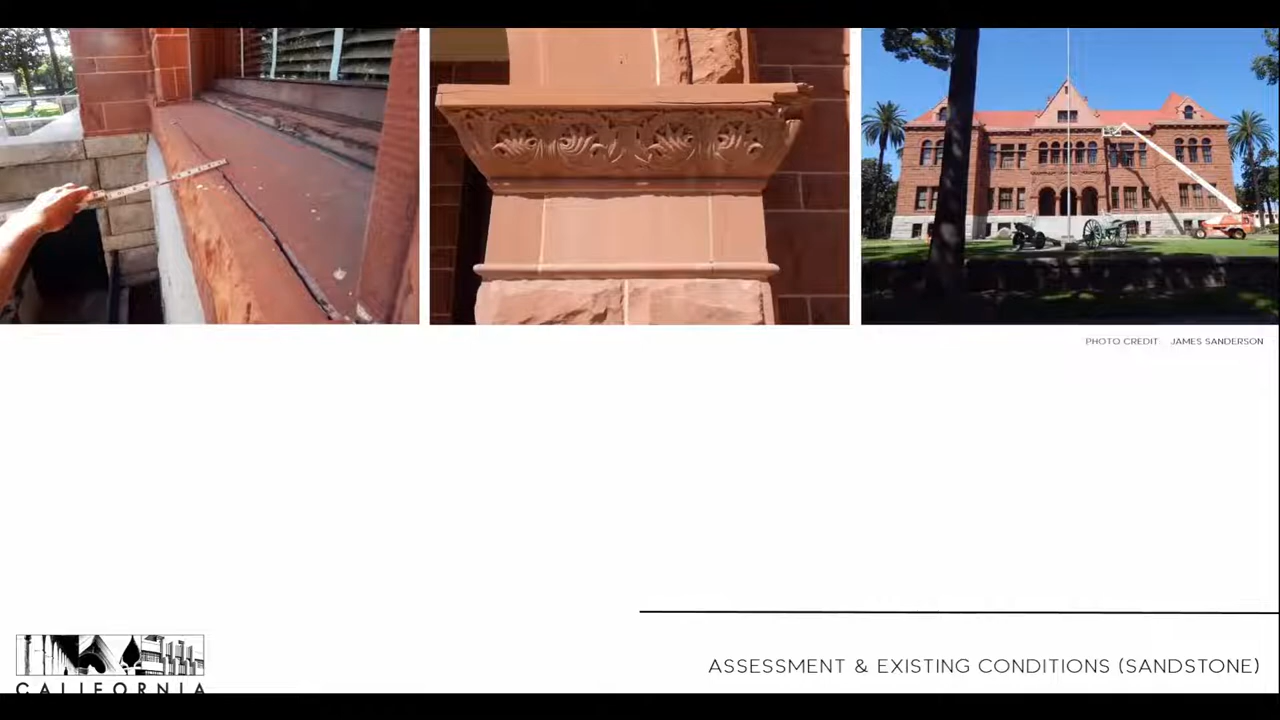 PHOTO CREDIT JAMES SANDERSON
ASSESSMENT & EXISTING CONDITIONS (SANDSTONE)
CALIFORNIA